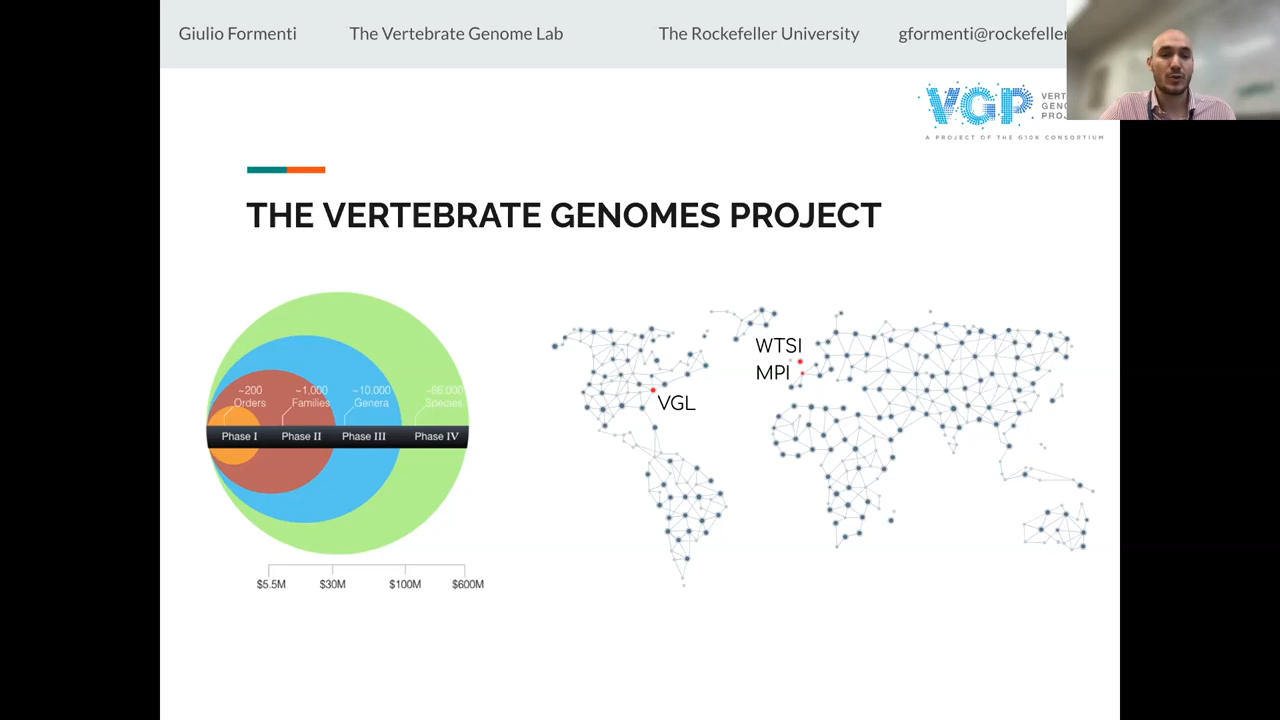 Giulio Formenti The Vertebrate Genome Lab The Rockefeller University gformenti@rockefeller
VGP
VERT
GENO
PROJ
A PROJECT OF THE G10K CONSORTIUM
THE VERTEBRATE GENOMES PROJECT
~200 Orders
~1,000 Families
~10.000 Genera
~66.000 Species
Phase I Phase II Phase III Phase IV
$5.5M $30M $100M $600M
WTSI
MPI
VGL